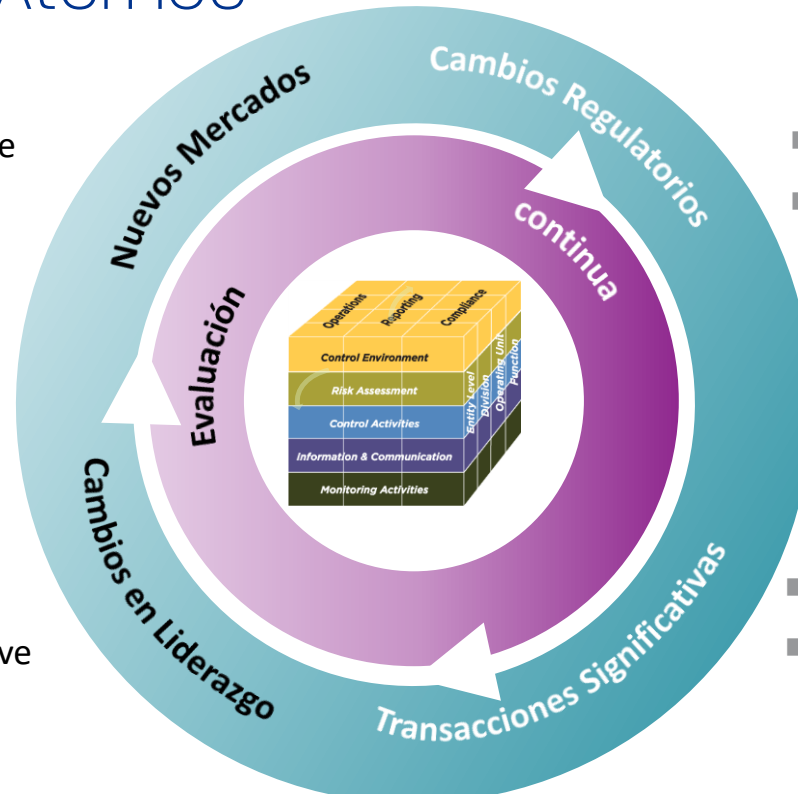 Nuevos Mercados
Cambios Regulatorios
e
continua
Evaluación
Operations
Reporting
Compliance
Control Environment
Risk Assessment
Control Activities
Information & Communication
Monitoring Activities
Entity Level
Division
Operating Unit
Function
Cambios en Liderazgo
ve
Transacciones Significativas